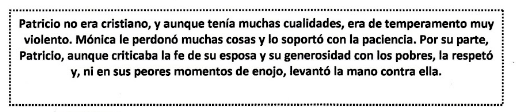 Patricio no era cristiano, y aunque tenía muchas cualidades, era de temperamento muy
violento. Mónica le perdonó muchas cosas y lo soportó con la paciencia. Por su parte,
Patricio, aunque criticaba la fe de su esposa y su generosidad con los pobres, la respetó
y, ni en sus peores momentos de enojo, levantó la mano contra ella.